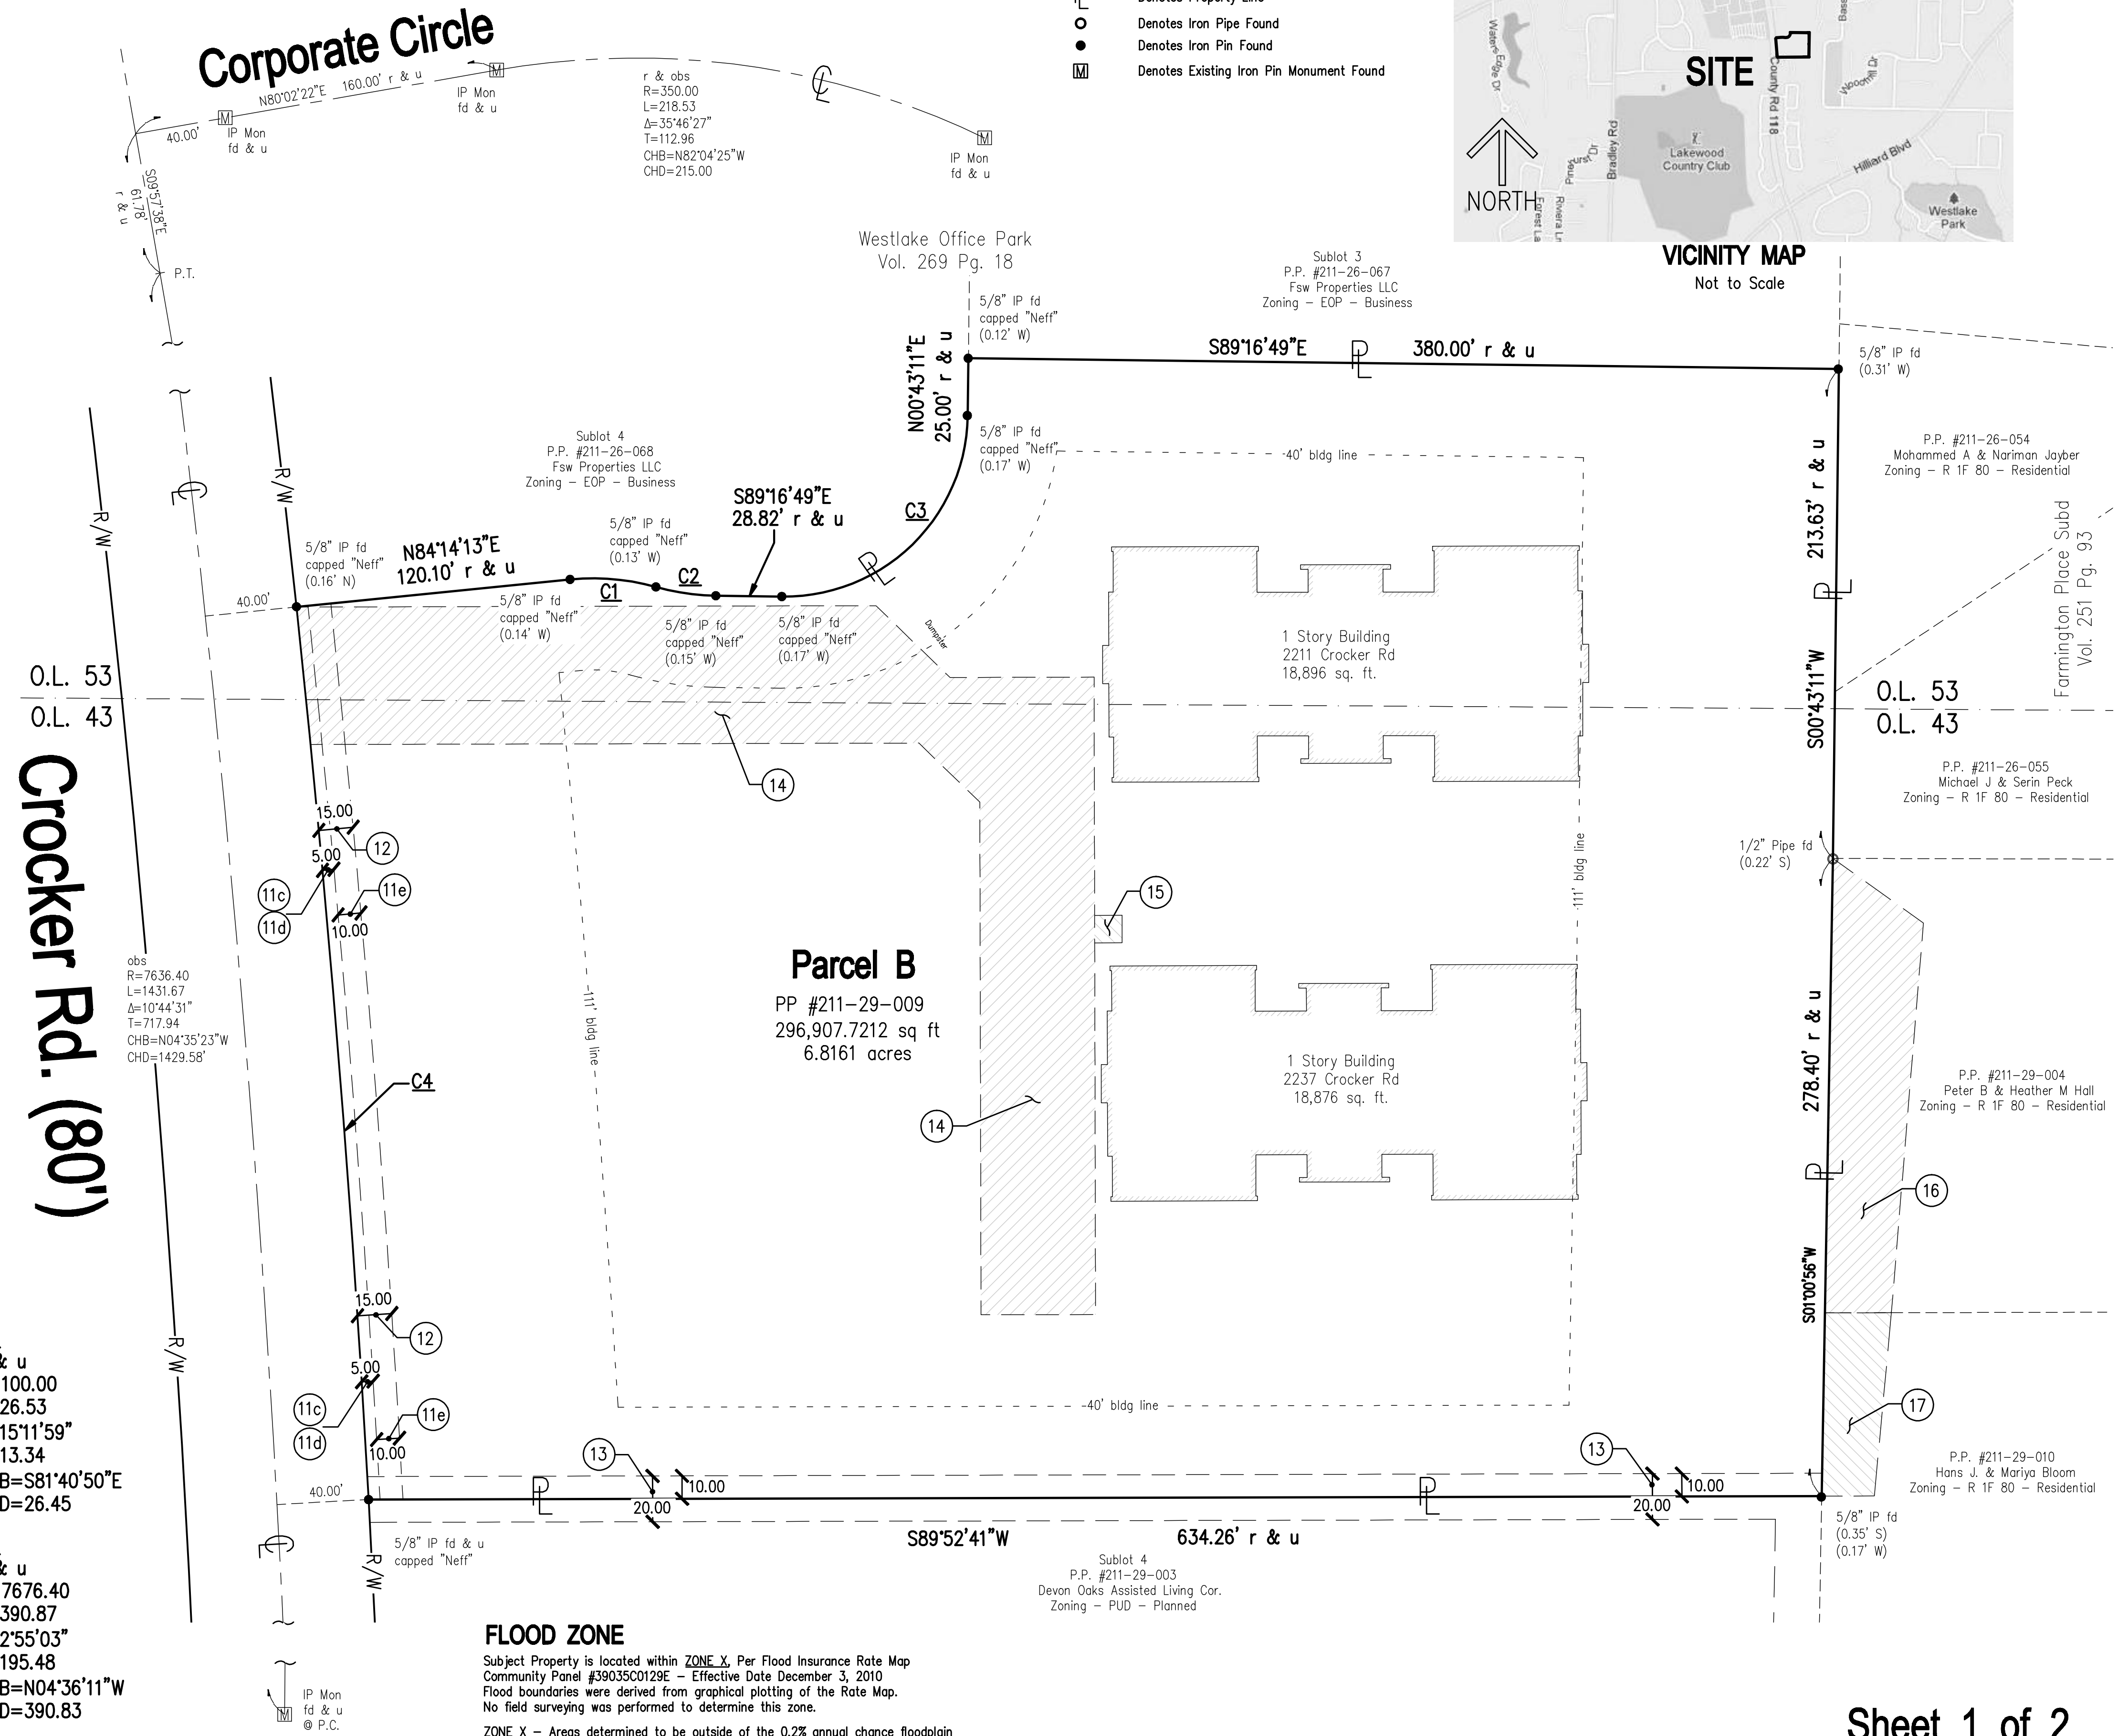 Corporate Circle
N80°02'22"E 160.00' r & u
40.00'
IP Mon
fd & u
IP Mon
fd & u
r & obs
R=350.00
L=218.53
Δ=35°46'27"
T=112.96
CHB=N82°04'25"W
CHD=215.00
IP Mon
fd & u
S09°57'38"E
61.78'
r & u
P.T.
Denotes Property Line
Denotes Iron Pipe Found
Denotes Iron Pin Found
M Denotes Existing Iron Pin Monument Found
SITE
NORTH
Bradley Rd
County Rd 118
Woodmill Dr
Pinehurst Dr
Riviera Ln
Forest La
Lakewood
Country Club
Hilliard Blvd
Westlake
Park
VICINITY MAP
Not to Scale
Westlake Office Park
Vol. 269 Pg. 18
Sublot 3
P.P. #211-26-067
Fsw Properties LLC
Zoning - EOP - Business
5/8" IP fd
capped "Neff"
(0.12' W)
N00°43'11"E
25.00' r & u
S89°16'49"E 380.00' r & u
5/8" IP fd
(0.31' W)
5/8" IP fd
capped "Neff"
(0.17' W)
40' bldg line
Sublot 4
P.P. #211-26-068
Fsw Properties LLC
Zoning - EOP - Business
S89°16'49"E
28.82' r & u
C3
5/8" IP fd
capped "Neff"
(0.13' W)
N84°14'13"E
120.10' r & u
5/8" IP fd
capped "Neff"
(0.16' N)
C1
C2
5/8" IP fd
capped "Neff"
(0.14' W)
5/8" IP fd
capped "Neff"
(0.15' W)
5/8" IP fd
capped "Neff"
(0.17' W)
Dumpster
40.00'
R/W
R/W
P.P. #211-26-054
Mohammed A & Nariman Jayber
Zoning - R 1F 80 - Residential
213.63' r & u
S00°43'11"W
Farmington Place Subd
Vol. 251 Pg. 93
1 Story Building
2211 Crocker Rd
18,896 sq. ft.
O.L. 53
O.L. 43
O.L. 53
O.L. 43
14
P.P. #211-26-055
Michael J & Serin Peck
Zoning - R 1F 80 - Residential
1/2" Pipe fd
(0.22' S)
15.00
12
5.00
11c
11d
11e
10.00
15
111' bldg line
111' bldg line
Crocker Rd. (80')
obs
R=7636.40
L=1431.67
Δ=10°44'31"
T=717.94
CHB=N04°35'23"W
CHD=1429.58'
Parcel B
PP #211-29-009
296,907.7212 sq ft
6.8161 acres
C4
14
1 Story Building
2237 Crocker Rd
18,876 sq. ft.
278.40' r & u
S01°00'56"W
P.P. #211-29-004
Peter B & Heather M Hall
Zoning - R 1F 80 - Residential
16
17
15.00
12
5.00
11c
11d
11e
10.00
R/W
40' bldg line
13
10.00
20.00
13
10.00
20.00
P.P. #211-29-010
Hans J. & Mariya Bloom
Zoning - R 1F 80 - Residential
40.00'
5/8" IP fd & u
capped "Neff"
R/W
S89°52'41"W 634.26' r & u
5/8" IP fd
(0.35' S)
(0.17' W)
Sublot 4
P.P. #211-29-003
Devon Oaks Assisted Living Cor.
Zoning - PUD - Planned
& u
100.00
26.53
15°11'59"
13.34
B=S81°40'50"E
D=26.45
& u
7676.40
390.87
2°55'03"
195.48
B=N04°36'11"W
D=390.83
IP Mon
fd & u
@ P.C.
FLOOD ZONE
Subject Property is located within ZONE X, Per Flood Insurance Rate Map
Community Panel #39035C0129E - Effective Date December 3, 2010
Flood boundaries were derived from graphical plotting of the Rate Map.
No field surveying was performed to determine this zone.
ZONE X - Areas determined to be outside of the 0.2% annual chance floodplain
Sheet 1 of 2